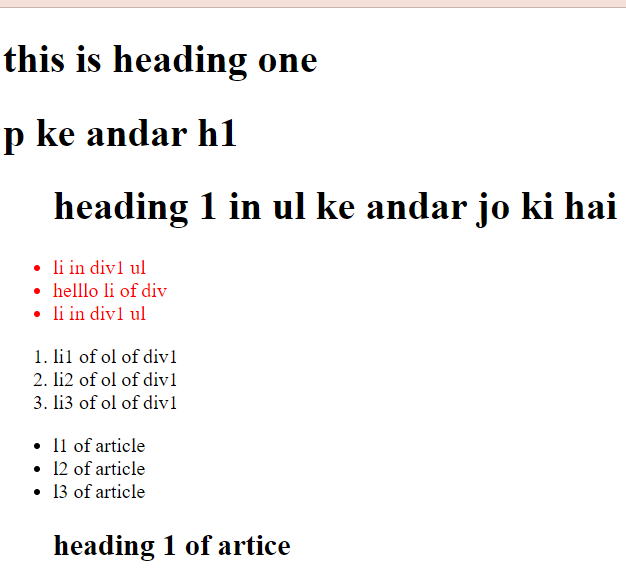 this is heading one
p ke andar h1
heading 1 in ul ke andar jo ki hai
• li in div1 ul
• helllo li of div
• li in div1 ul
1. li1 of ol of div1
2. li2 of ol of div1
3. li3 of ol of div1
• l1 of article
• l2 of article
• l3 of article
heading 1 of artice